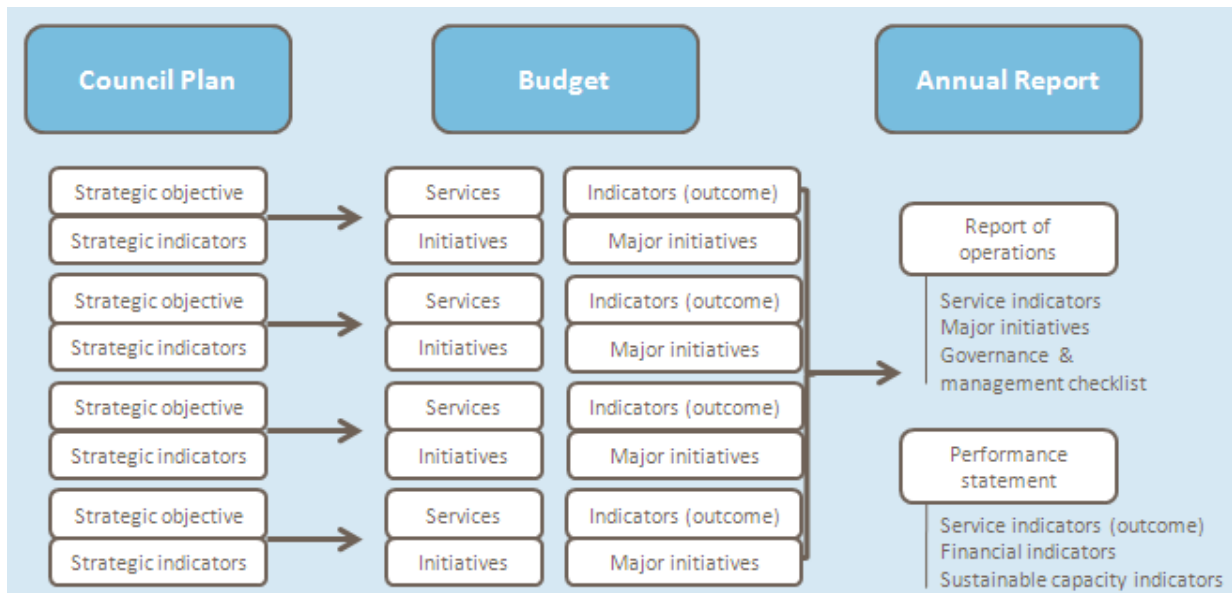 Council Plan
Budget
Annual Report
Strategic objective
Strategic indicators
Strategic objective
Strategic indicators
Strategic objective
Strategic indicators
Strategic objective
Strategic indicators
Services
Initiatives
Services
Initiatives
Services
Initiatives
Services
Initiatives
Indicators (outcome)
Major initiatives
Indicators (outcome)
Major initiatives
Indicators (outcome)
Major initiatives
Indicators (outcome)
Major initiatives
Report of
operations
Service indicators
Major initiatives
Governance &
management checklist
Performance
statement
Service indicators (outcome)
Financial indicators
Sustainable capacity indicators